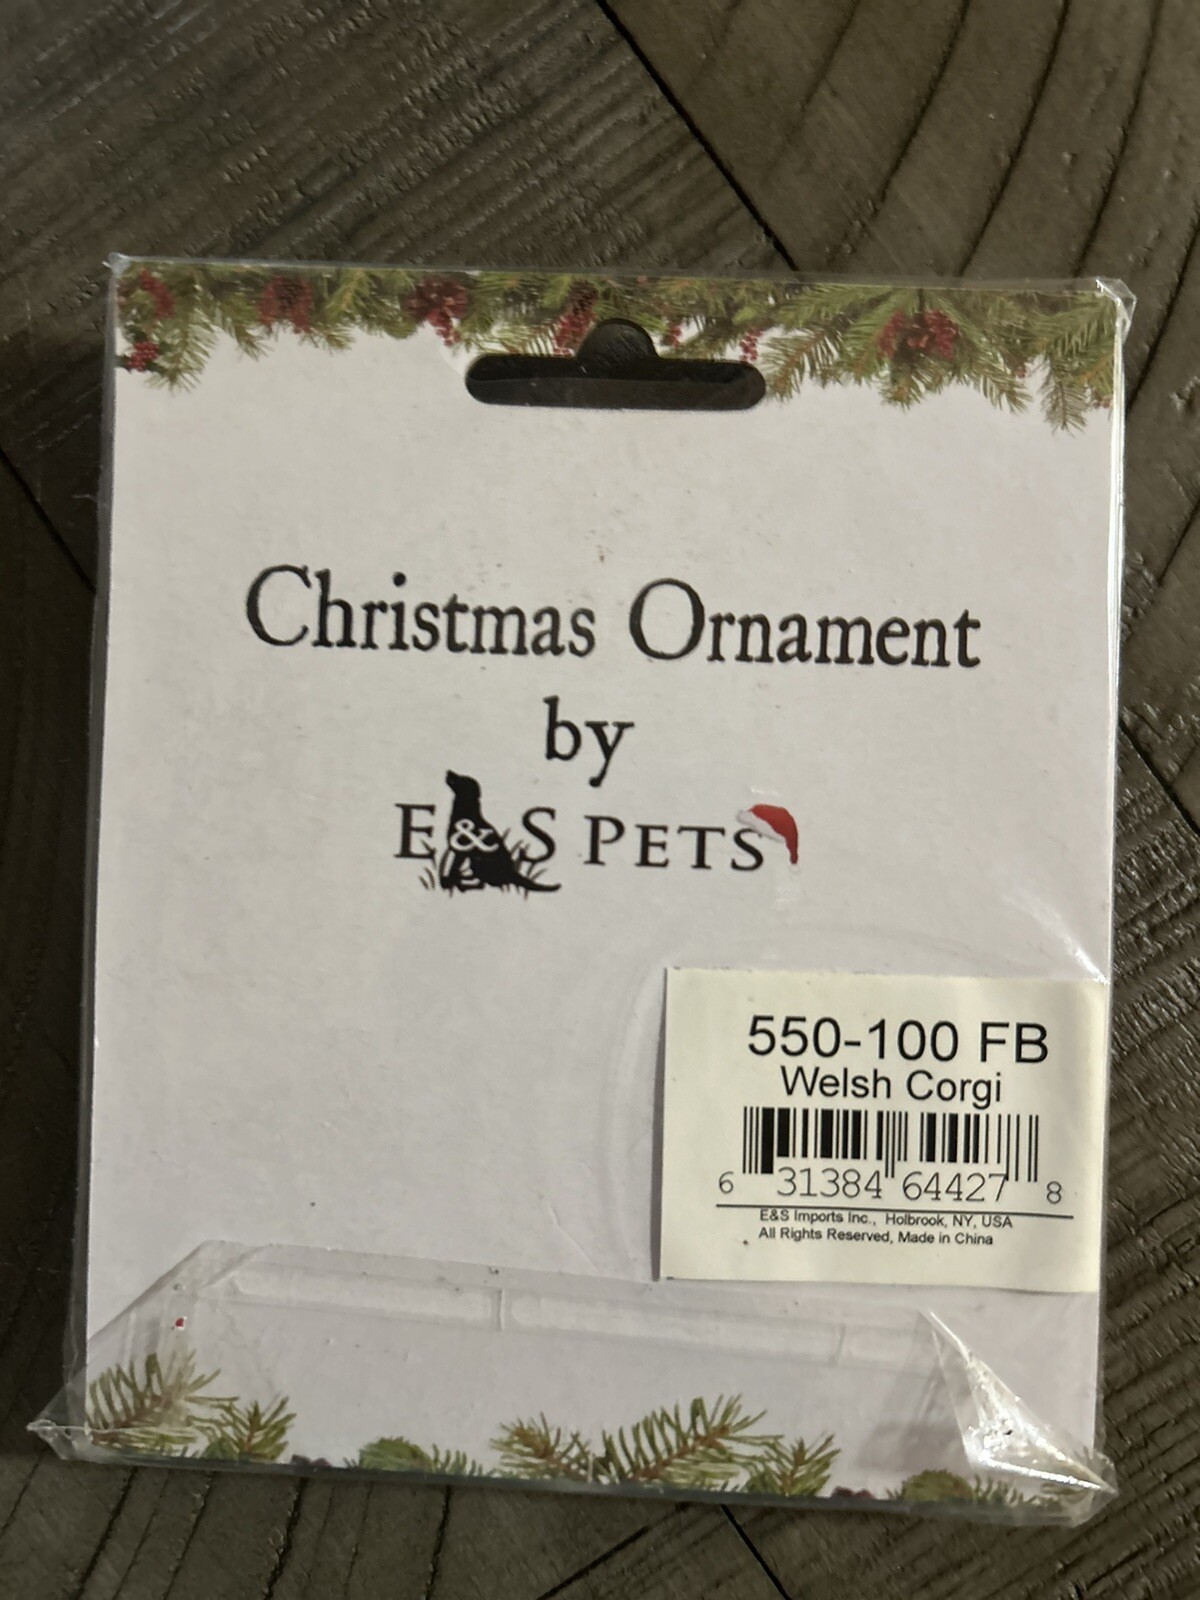 Christmas Ornament
by
E&S PETS
550-100 FB
Welsh Corgi
6 31384 64427 8
E&S Imports Inc., Holbrook, NY, USA
All Rights Reserved, Made in China